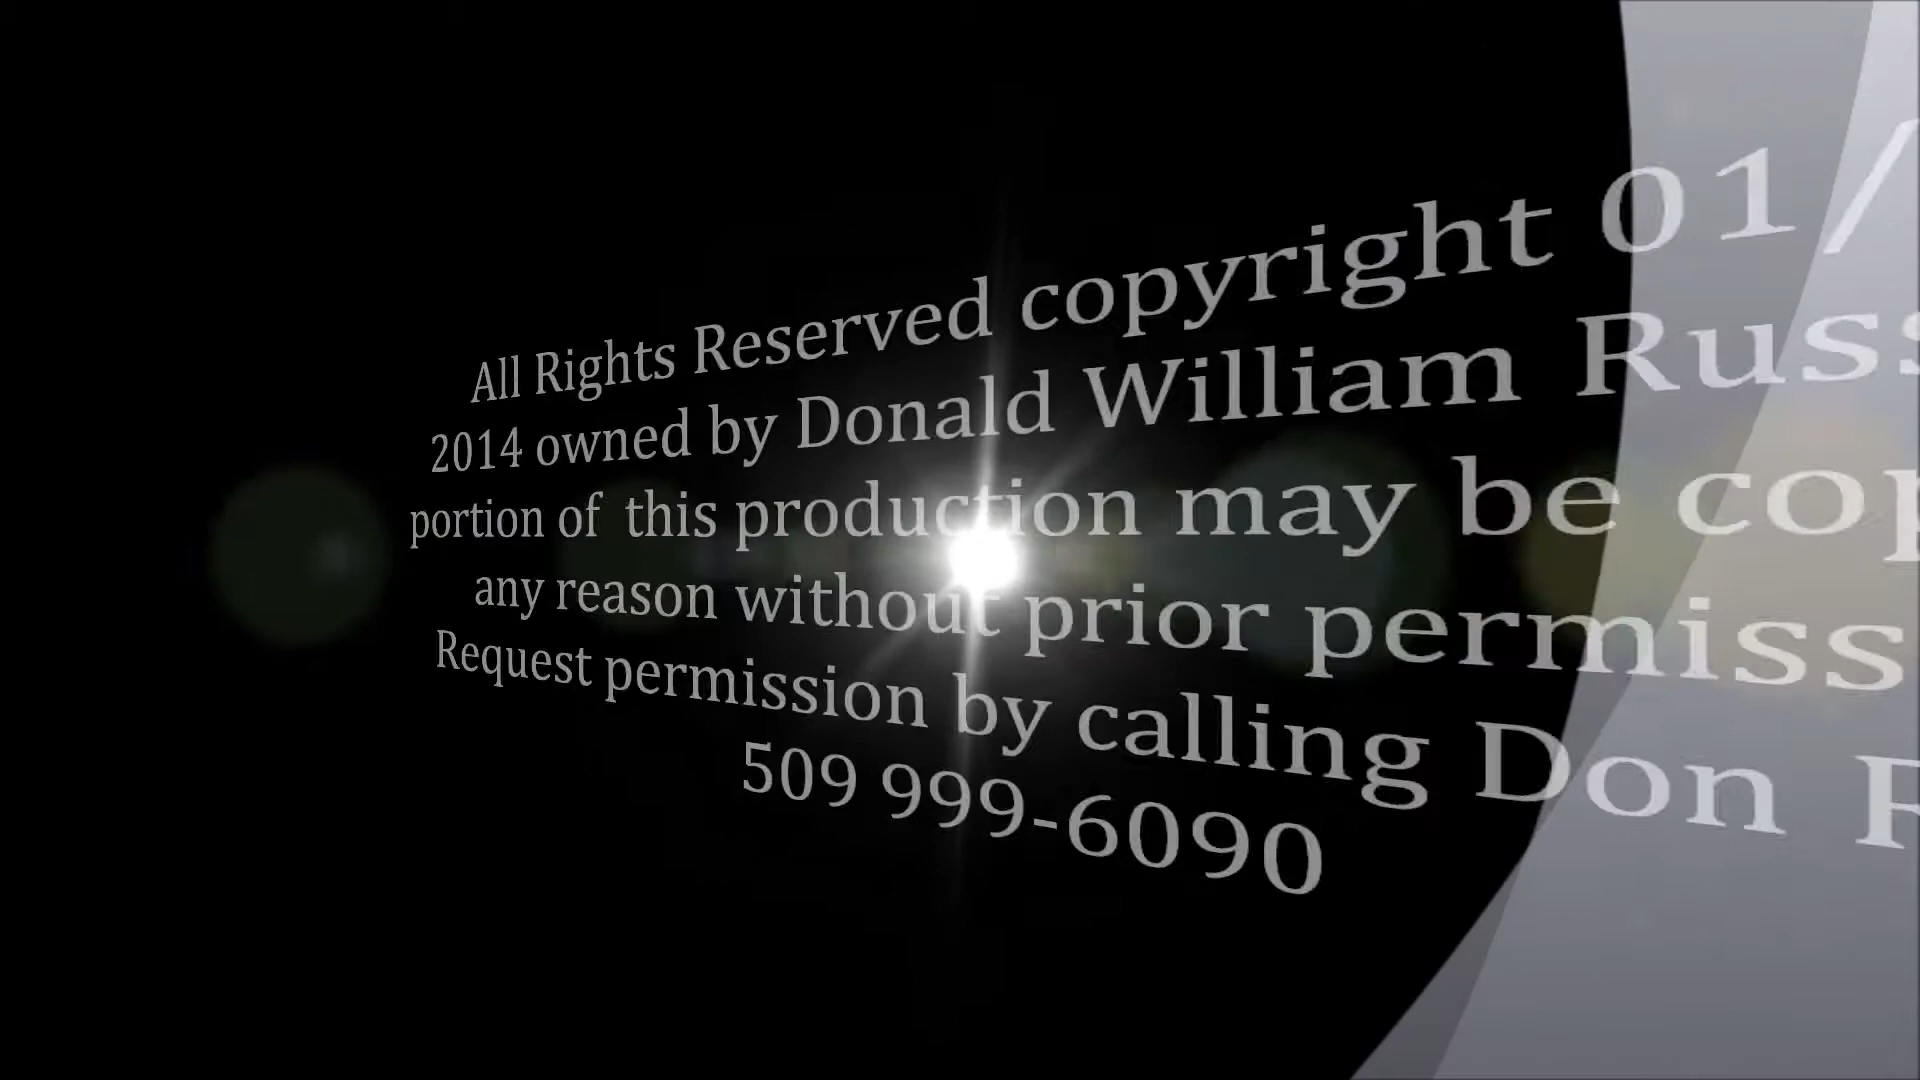 All Rights Reserved copyright 01/
2014 owned by Donald William Russ
portion of this production may be cop
any reason without prior permiss
Request permission by calling Don R
509 999-6090